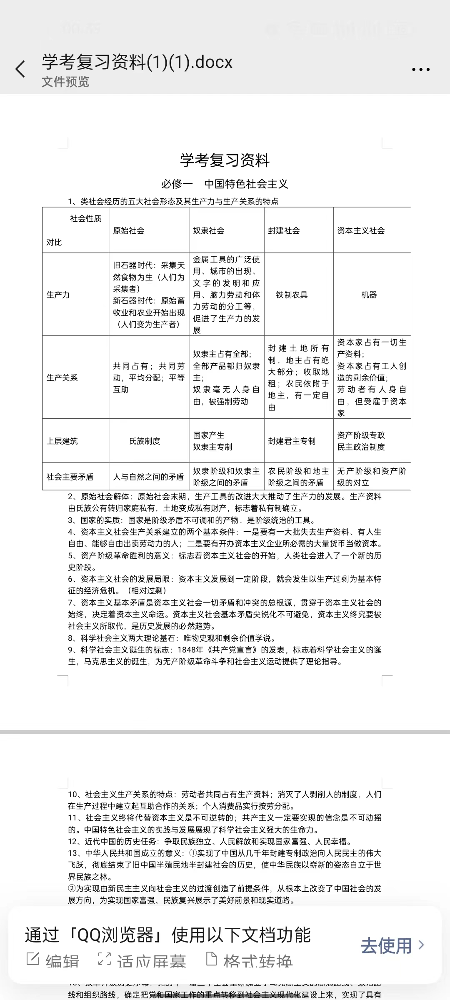 学考复习资料(1)(1).docx
文件预览
学考复习资料
必修一 中国特色社会主义
1、类社会经历的五大社会形态及其生产力与生产关系的特点
社会性质
对比
原始社会
奴隶社会
封建社会
资本主义社会
生产力
旧石器时代：采集天
然食物为生（人们为
采集者）
新石器时代：原始畜
牧业和农业开始出现
（人们变为生产者）
金属工具的广泛使
用、城市的出现、
文字的发明和应
用、脑力劳动和体
力劳动的分工等，
促进了生产力的发
展
铁制农具
机器
生产关系
共同占有；共同劳
动，平均分配；平等
互助
奴隶主占有全部；
全部产品都归奴隶
主；
奴隶毫无人身自
由，被强制劳动
封建土地所有
制，地主占有绝
大部分；收取地
租；农民依附于
地主，有一定自
由
资本家占有一切生
产资料；
资本家占有工人创
造的剩余价值；
劳动者有人身自
由，但受雇于资本
家
上层建筑
氏族制度
国家产生
奴隶主专制
封建君主专制
资产阶级专政
民主政治制度
社会主要矛盾
人与自然之间的矛盾
奴隶阶级和奴隶主
阶级之间的矛盾
农民阶级和地主
阶级之间的矛盾
无产阶级和资产阶
级的对立
2、原始社会解体：原始社会末期，生产工具的改进大大推动了生产力的发展。生产资料
由氏族公有转归家庭私有，土地变成私有财产，标志着私有制确立。
3、国家的实质：国家是阶级矛盾不可调和的产物，是阶级统治的工具。
4、资本主义社会生产关系建立的两个基本条件：一是要有一大批失去生产资料、有人生
自由、能够自由出卖劳动力的人；二是要有开办资本主义企业所必需的大量货币当做资本。
5、资产阶级革命胜利的意义：标志着资本主义社会的开始，人类社会进入了一个新的历
史阶段。
6、资本主义社会的发展局限：资本主义发展到一定阶段，就会发生以生产过剩为基本特
征的经济危机。（相对过剩）
7、资本主义基本矛盾是资本主义社会一切矛盾和冲突的总根源，贯穿于资本主义社会的
始终，决定着资本主义命运。资本主义社会基本矛盾尖锐化不可避免，资本主义终究要被
社会主义所取代，是历史发展的必然趋势。
8、科学社会主义两大理论基石：唯物史观和剩余价值学说。
9、科学社会主义诞生的标志：1848年《共产党宣言》的发表，标志着科学社会主义的诞
生，马克思主义的诞生，为无产阶级革命斗争和社会主义运动提供了理论指导。
10、社会主义生产关系的特点：劳动者共同占有生产资料；消灭了人剥削人的制度，人们
在生产过程中建立起互助合作的关系；个人消费品实行按劳分配。
11、社会主义终将代替资本主义是不可逆转的；共产主义一定要实现的信念是不可动摇
的。中国特色社会主义的实践与发展展现了科学社会主义强大的生命力。
12、近代中国的历史任务：争取民族独立、人民解放和实现国家富强、人民幸福。
13、中华人民共和国成立的意义：①实现了中国从几千年封建专制政治向人民民主的伟大
飞跃，彻底结束了旧中国半殖民地半封建社会的历史，使中华民族以崭新的姿态自立于世
界民族之林。
②为实现由新民主主义向社会主义的过渡创造了前提条件，从根本上改变了中国社会的发
展方向，为实现国家富强、民族复兴展示了美好前景和现实道路。
通过「QQ浏览器」使用以下文档功能
去使用
编辑 适应屏幕 格式转换
线和组织路线，确定把党和国家工作的重点转移到社会主义现代化建设上来，实现了具有